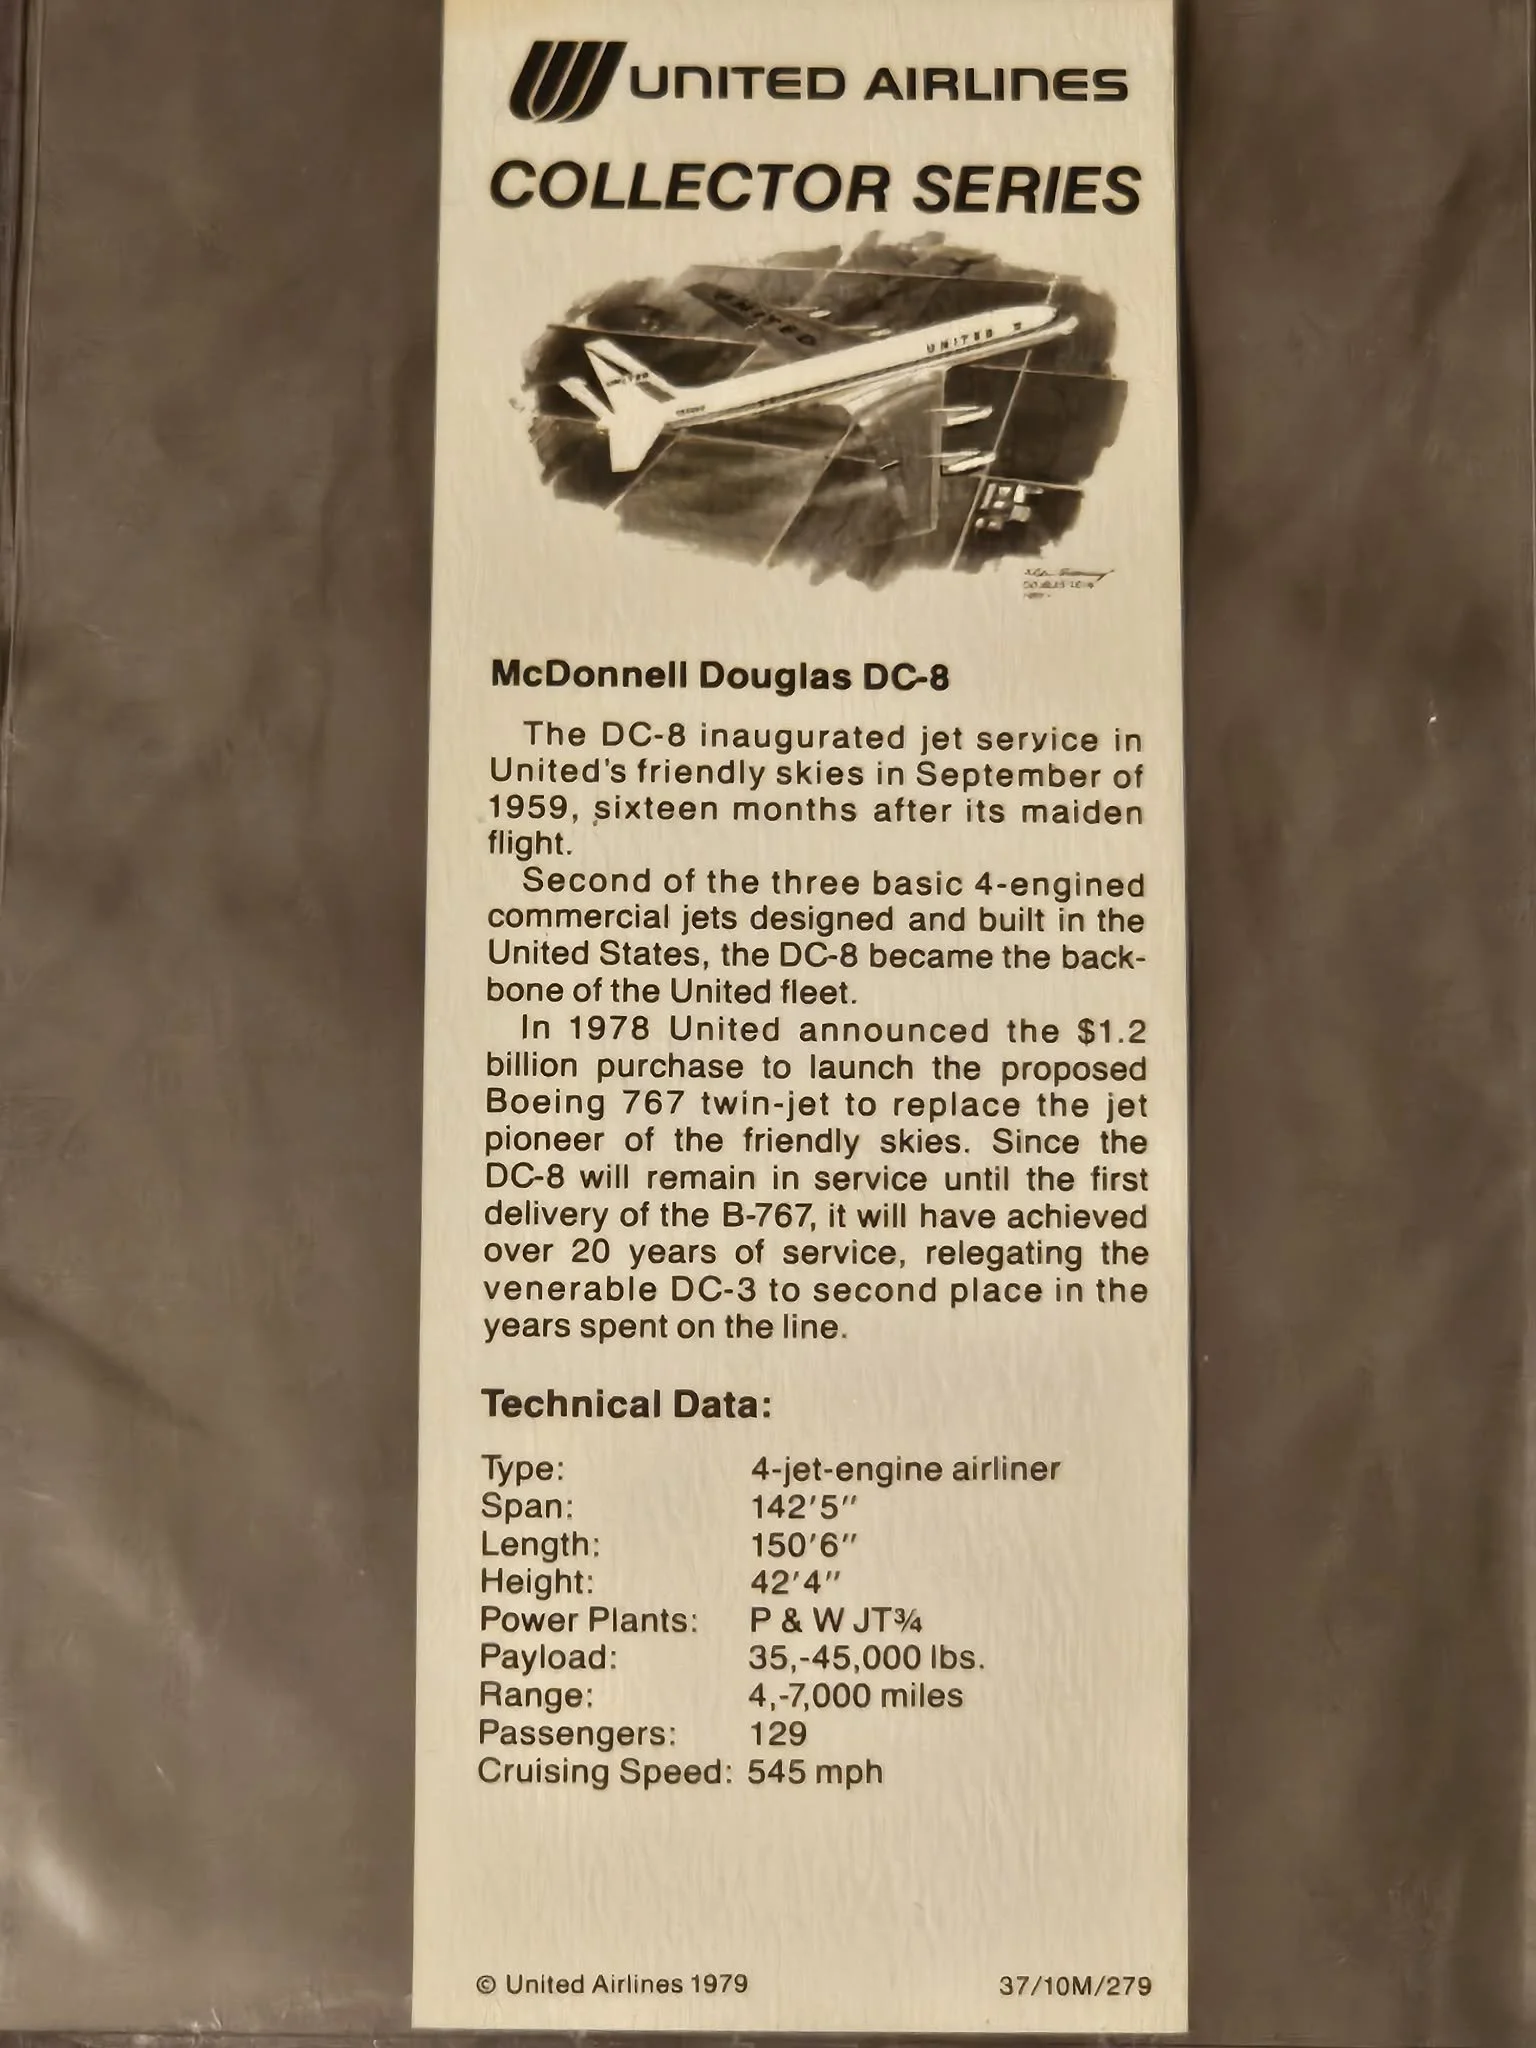 UNITED AIRLINES
COLLECTOR SERIES
UNITED
UNITED
UNITED
McDonnell Douglas DC-8
The DC-8 inaugurated jet service in
United's friendly skies in September of
1959, sixteen months after its maiden
flight.
Second of the three basic 4-engined
commercial jets designed and built in the
United States, the DC-8 became the back-
bone of the United fleet.
In 1978 United announced the $1.2
billion purchase to launch the proposed
Boeing 767 twin-jet to replace the jet
pioneer of the friendly skies. Since the
DC-8 will remain in service until the first
delivery of the B-767, it will have achieved
over 20 years of service, relegating the
venerable DC-3 to second place in the
years spent on the line.
Technical Data:
Type: 4-jet-engine airliner
Span: 142'5"
Length: 150'6"
Height: 42'4"
Power Plants: P & W JT¾
Payload: 35,-45,000 lbs.
Range: 4,-7,000 miles
Passengers: 129
Cruising Speed: 545 mph
© United Airlines 1979 37/10M/279